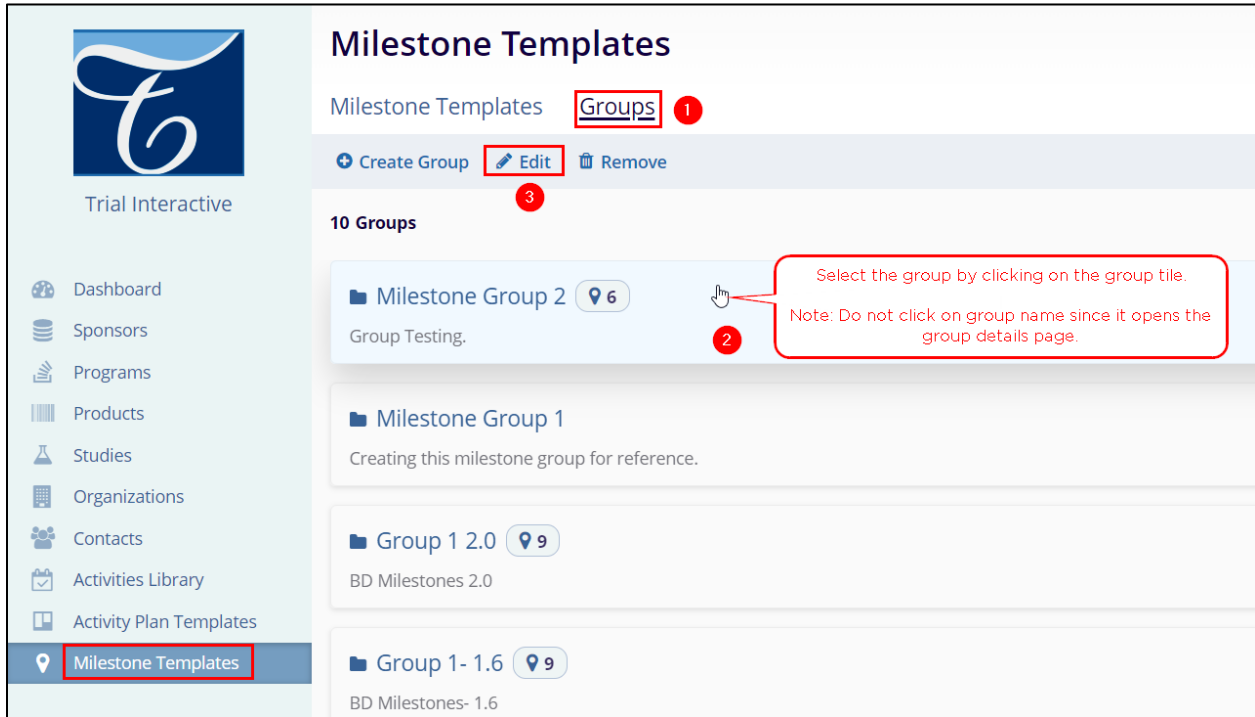 Trial Interactive
Dashboard
Sponsors
Programs
Products
Studies
Organizations
Contacts
Activities Library
Activity Plan Templates
Milestone Templates
Milestone Templates
Milestone Templates Groups 1
Create Group Edit Remove
3
10 Groups
Milestone Group 2 6
Group Testing.
2
Select the group by clicking on the group tile.
Note: Do not click on group name since it opens the
group details page.
Milestone Group 1
Creating this milestone group for reference.
Group 1 2.0 9
BD Milestones 2.0
Group 1- 1.6 9
BD Milestones- 1.6